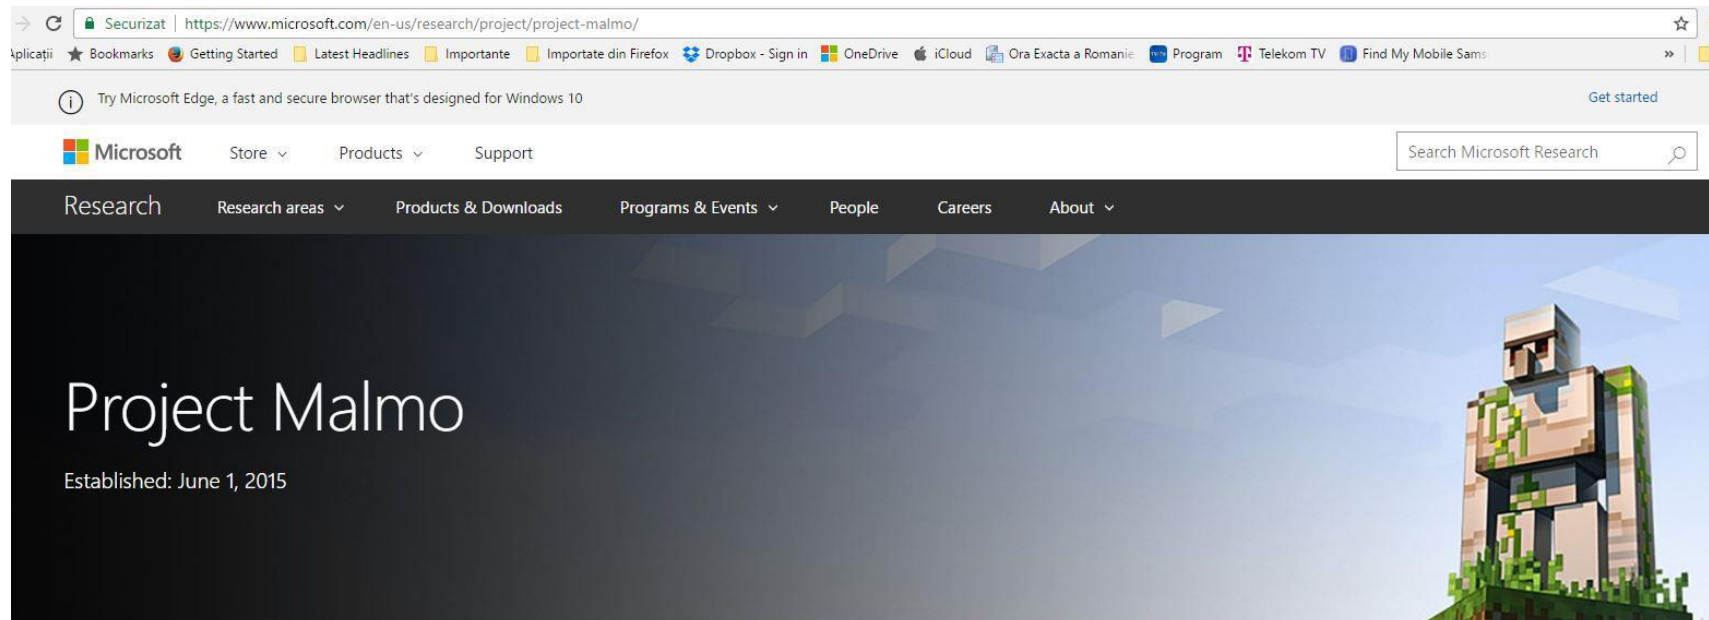 Securizat https://www.microsoft.com/en-us/research/project/project-malmo/
Aplicații Bookmarks Getting Started Latest Headlines Importante Importate din Firefox Dropbox - Sign in OneDrive iCloud Ora Exacta a Romanie Program Telekom TV Find My Mobile Sams »
Try Microsoft Edge, a fast and secure browser that's designed for Windows 10 Get started
Microsoft Store Products Support Search Microsoft Research
Research Research areas Products & Downloads Programs & Events People Careers About
Project Malmo
Established: June 1, 2015